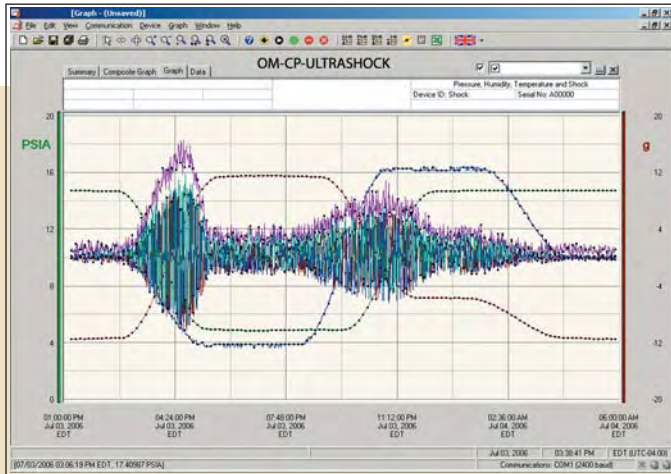 [Graph - (Unsaved)]
File Edit View Communication Device Graph Window Help
OM-CP-ULTRASHOCK
Summary Composite Graph Graph Data
Pressure, Humidity, Temperature and Shock
Device ID: Shock Serial No: A00000
20 20
PSIA g
16 12
12 4
8 -4
4 -12
0 -20
01:00:00 PM 04:24:00 PM 07:48:00 PM 11:12:00 PM 02:36:00 AM 06:00:00 AM
Jul 03, 2006 Jul 03, 2006 Jul 03, 2006 Jul 03, 2006 Jul 04, 2006 Jul 04, 2006
EDT EDT EDT EDT EDT EDT
Jul 03, 2006 03:38:41 PM EDT (UTC-04:00)
[07/03/2006 03:06:19 PM EDT, 17.40987 PSIA] Communications: COM1 (2400 baud)